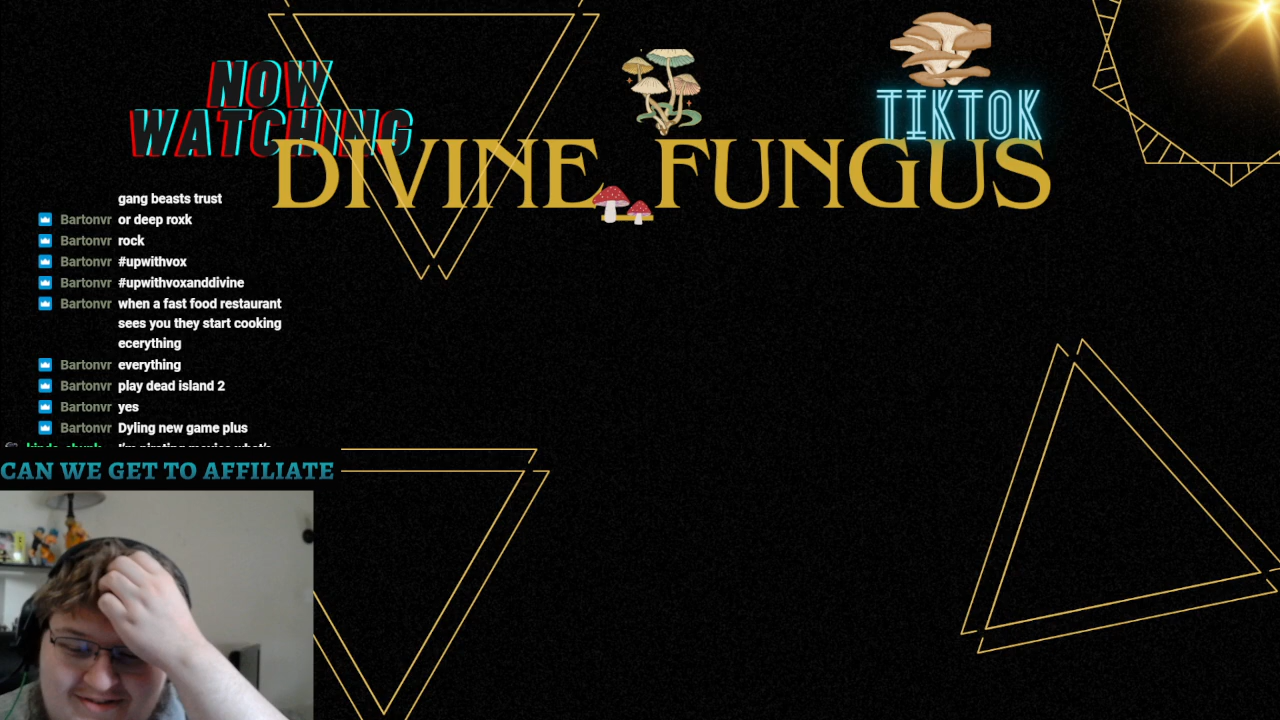 NOW
WATCHING
TIKTOK
DIVINE_FUNGUS
gang beasts trust
Bartonvr or deep roxk
Bartonvr rock
Bartonvr #upwithvox
Bartonvr #upwithvoxanddivine
Bartonvr when a fast food restaurant
sees you they start cooking
ecerything
Bartonvr everything
Bartonvr play dead island 2
Bartonvr yes
Bartonvr Dyling new game plus
CAN WE GET TO AFFILIATE